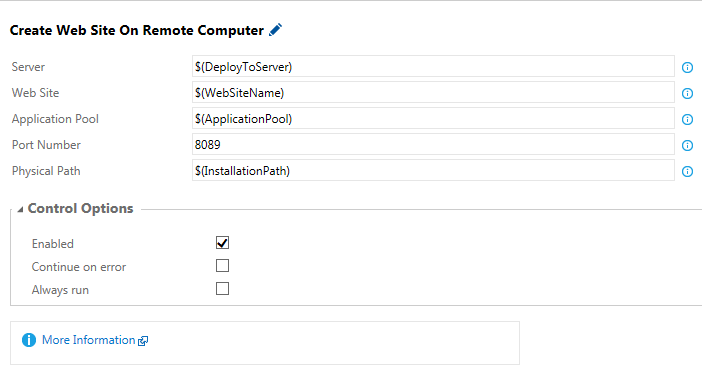 Create Web Site On Remote Computer
Server $(DeployToServer)
Web Site $(WebSiteName)
Application Pool $(ApplicationPool)
Port Number 8089
Physical Path $(InstallationPath)
Control Options
Enabled
Continue on error
Always run
More Information